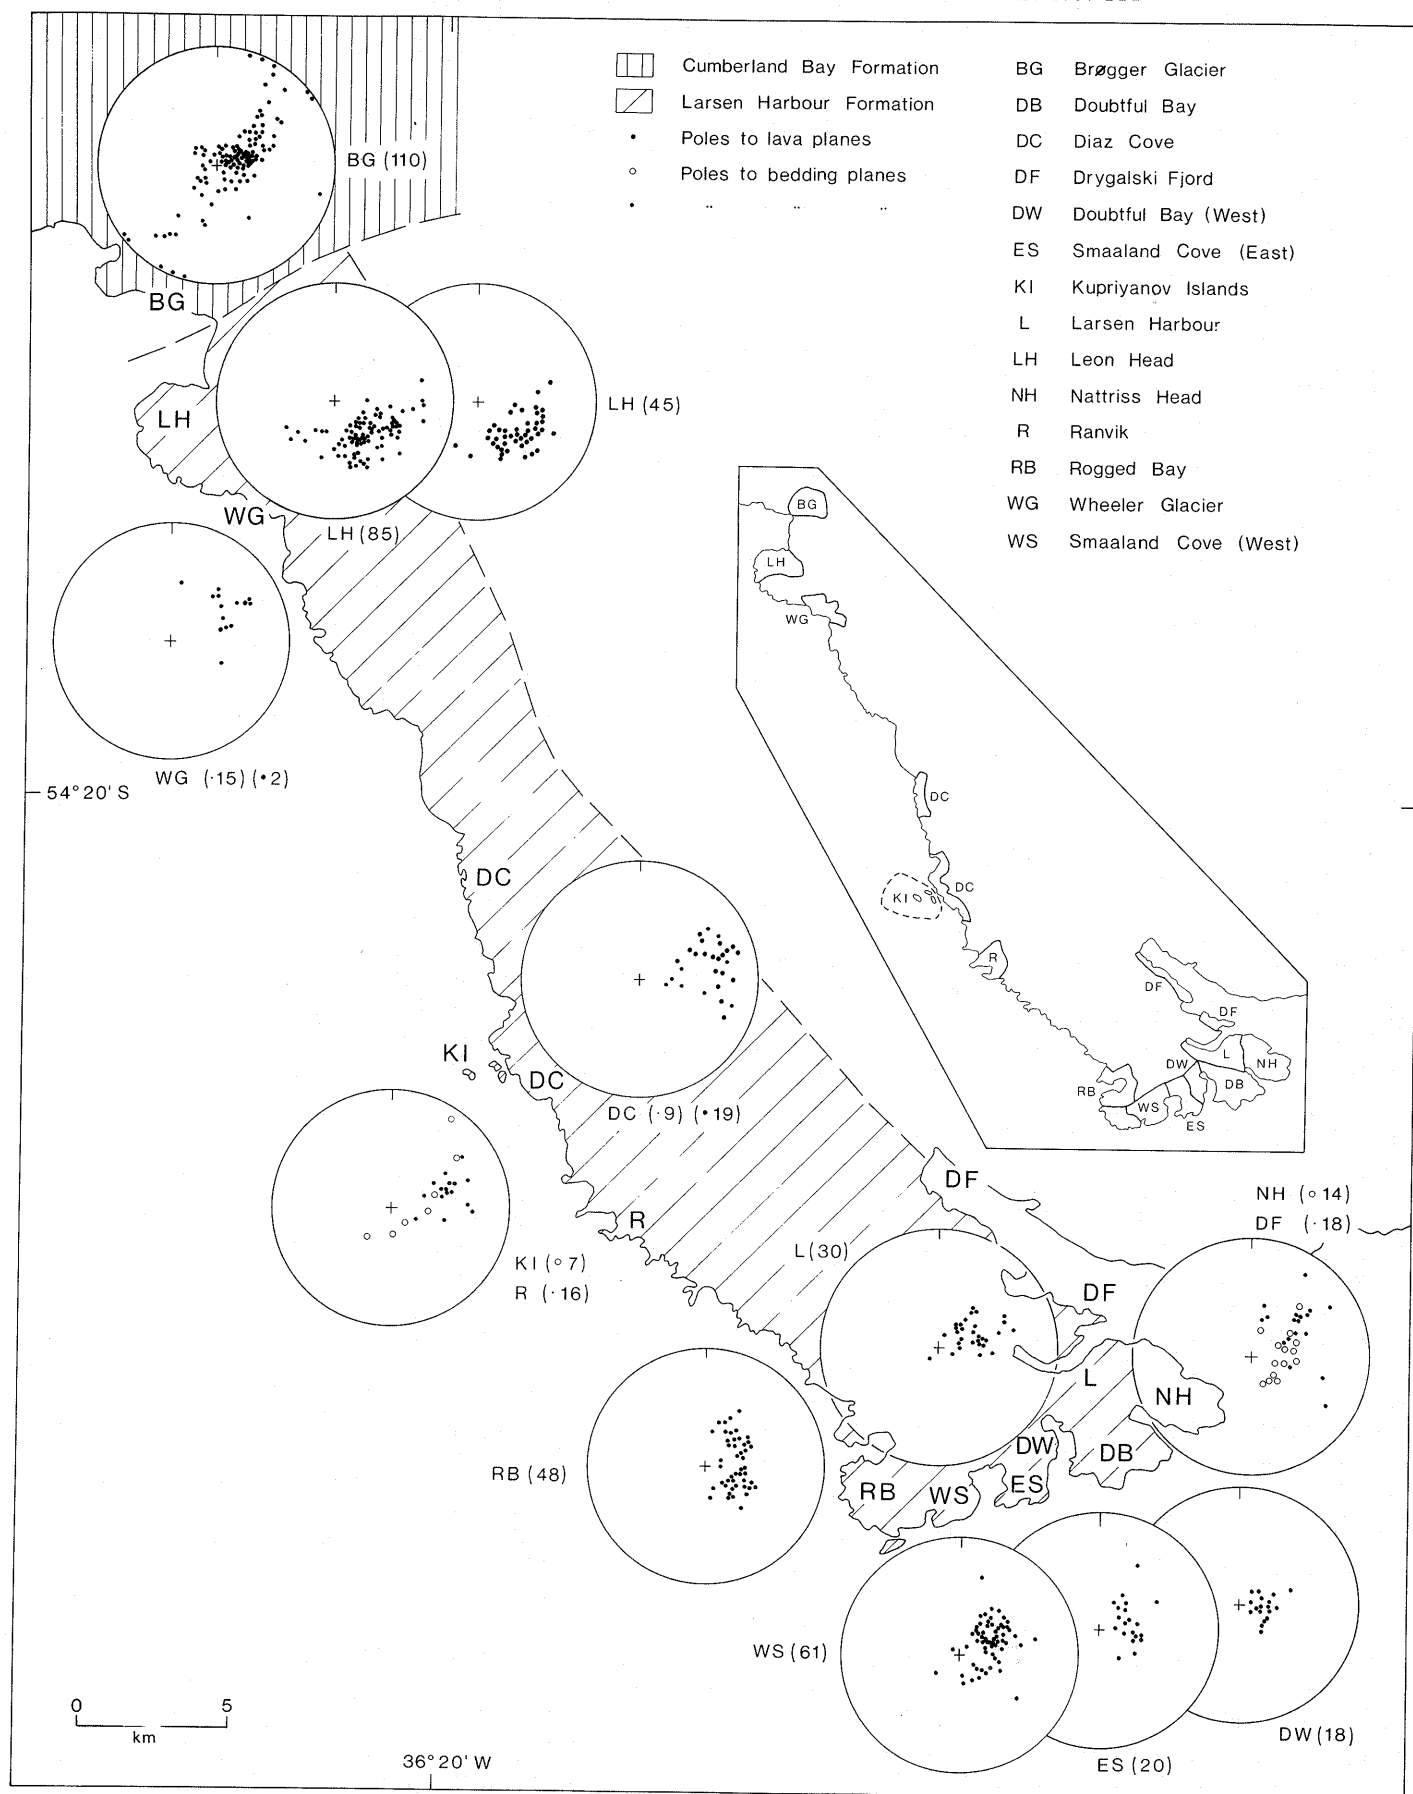 Cumberland Bay Formation
Larsen Harbour Formation
Poles to lava planes
Poles to bedding planes
" " "
BG Brøgger Glacier
DB Doubtful Bay
DC Diaz Cove
DF Drygalski Fjord
DW Doubtful Bay (West)
ES Smaaland Cove (East)
KI Kupriyanov Islands
L Larsen Harbour
LH Leon Head
NH Nattriss Head
R Ranvik
RB Rogged Bay
WG Wheeler Glacier
WS Smaaland Cove (West)
BG (110)
BG
LH
LH (45)
LH (85)
WG
WG (·15) (•2)
54°20' S
DC
KI
DC
DC (·9) (•19)
R
KI (○7)
R (·16)
L (30)
DF
DF
NH (○14)
DF (·18)
L
NH
DW
DB
RB
WS
ES
RB (48)
WS (61)
ES (20)
DW (18)
0 5
km
36°20' W
BG
LH
WG
DC
DC
KI
R
DF
DF
DW
L
NH
DB
RB
WS
ES